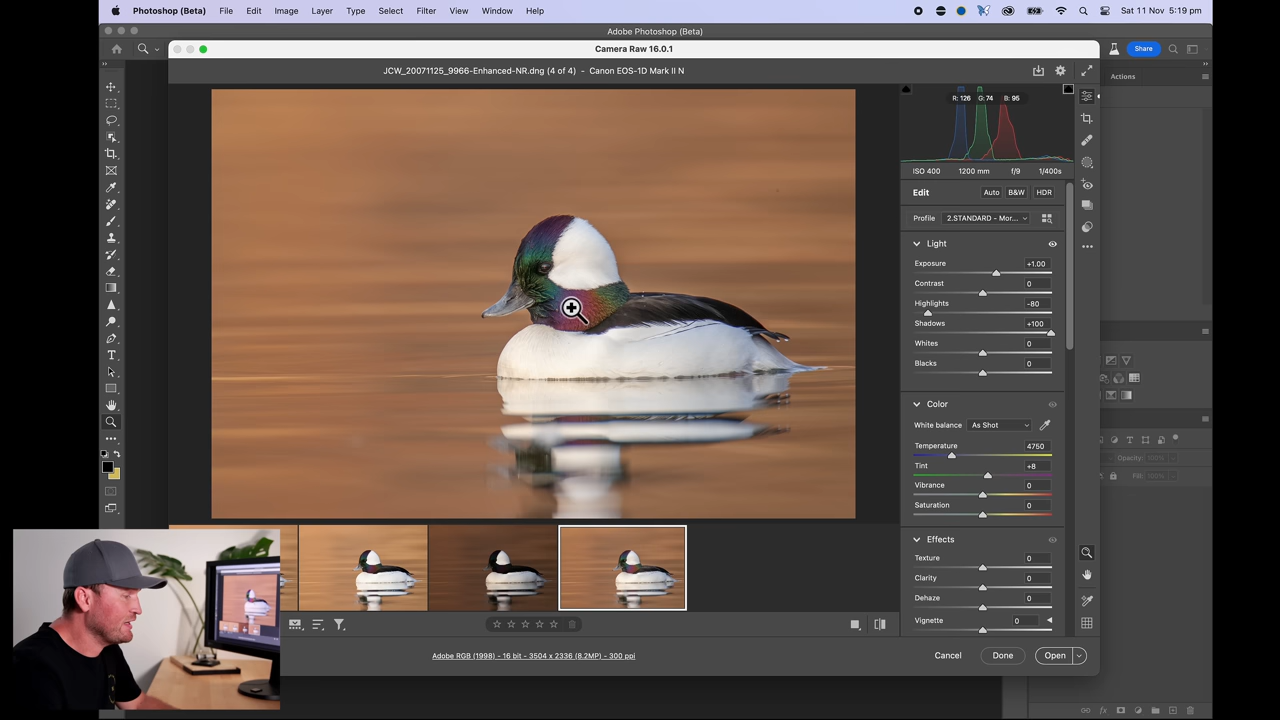 Photoshop (Beta) File Edit Image Layer Type Select Filter View Window Help Sat 11 Nov 5:19 pm
Adobe Photoshop (Beta)
Share
Camera Raw 16.0.1
JCW_20071125_9966-Enhanced-NR.dng (4 of 4) - Canon EOS-1D Mark II N
Actions
R: 126 G: 74 B: 96
ISO 400 1200 mm f/9 1/400s
Edit Auto B&W HDR
Profile 2.STANDARD - Mor...
Light
Exposure +1.00
Contrast 0
Highlights -80
Shadows +100
Whites 0
Blacks 0
Color
White balance As Shot
Temperature 4750
Tint +8
Vibrance 0
Saturation 0
Effects
Texture 0
Clarity 0
Dehaze 0
Vignette 0
Opacity: 100%
Fill: 100%
Adobe RGB (1998) - 16 bit - 3504 x 2336 (8.2MP) - 300 ppi
Cancel Done Open